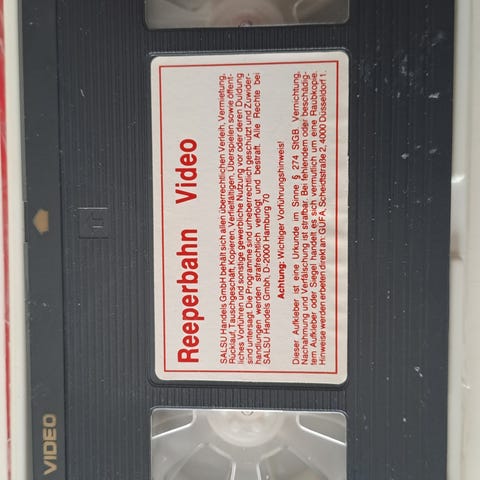 Reeperbahn Video
SALSU Handels GmbH behält sich allen überrechtlichen Verleih, Vermietung,
Rücklauf, Tauschgeschäft, Kopieren, Vertielfältigen, Überspielen sowie öffent-
liches Vorführen und sonstige gewerbliche Nutzung vor oder deren Duldung
sind untersagt. Die Programme sind urheberrechtlich geschützt und Zuwider-
handlungen werden strafrechtlich verfolgt und bestraft. Alle Rechte bei
SALSU Handels Gmbh, D-2000 Hamburg 70
Achtung: Wichtiger Vorführungshinweis!
Dieser Aufkleber ist eine Urkunde im Sinne § 274 StGB. Vernichtung,
Nachahmung und Verfälschung ist strafbar. Bei fehlendem oder beschädig-
tem Aufkleber oder Siegel handelt es sich vermutlich um eine Raubkopie.
Hinweise werden erbeten direkt an: GÜFA, Scheidtstraße 2, 4000 Düsseldorf 1.
VIDEO